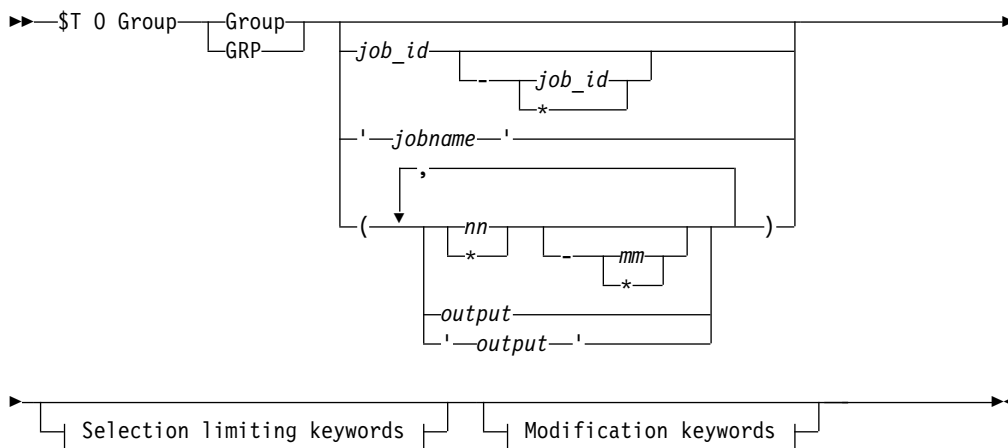 $T O Group Group
GRP
job_id
- job_id
*
' jobname '
,
( nn )
*
- mm
*
output
' output '
Selection limiting keywords
Modification keywords